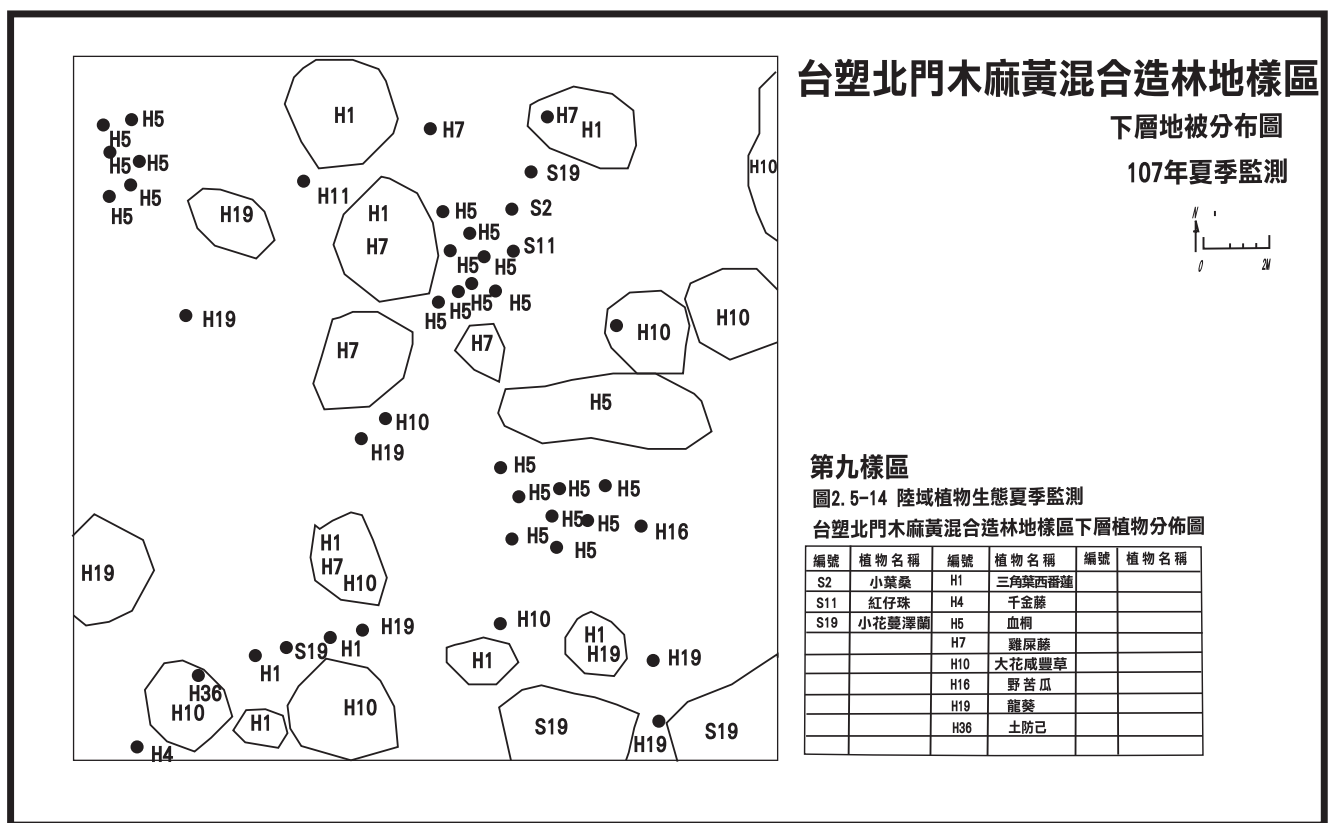 台塑北門木麻黃混合造林地樣區
下層地被分布圖
107年夏季監測
N
0 2M
H1
H7
H7 H1
H5
H5
H5 H5
H5
H5
H10
S19
H11
H19
H1
H7
H5
S2
H5
S11
H5 H5
H5 H5
H5
H5
H19
H10
H10
H7
H7
H5
H10
H19
H5
H5 H5 H5
H5 H5
H16
H5
H5
H19
H1
H7
H10
H10
H19
H1
H19
H1
S19
H1
H1
H19
H36
H10
H1
H10
S19
H19
S19
H4
第九樣區
圖2.5-14 陸域植物生態夏季監測
台塑北門木麻黃混合造林地樣區下層植物分佈圖
編號 植物名稱 編號 植物名稱 編號 植物名稱
S2 小葉桑 H1 三角葉西番蓮
S11 紅仔珠 H4 千金藤
S19 小花蔓澤蘭 H5 血桐
H7 雞屎藤
H10 大花咸豐草
H16 野苦瓜
H19 龍葵
H36 土防己